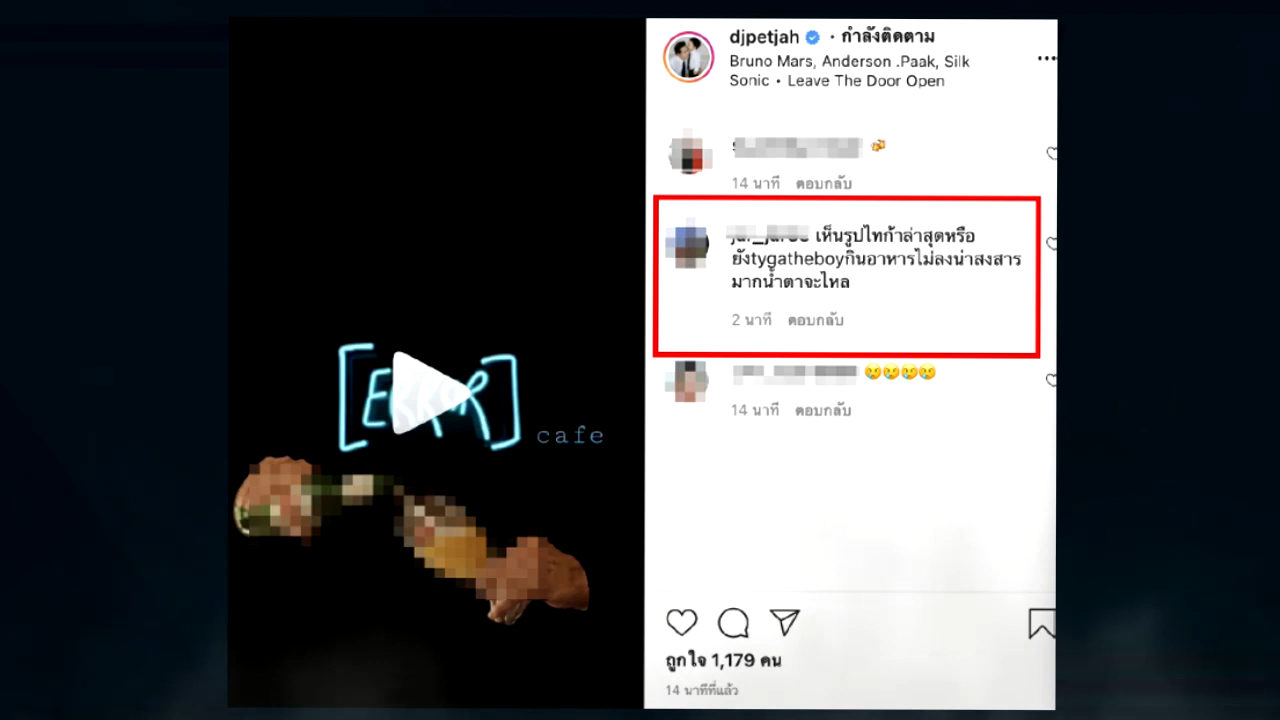 djpetjah • กำลังติดตาม
Bruno Mars, Anderson .Paak, Silk
Sonic • Leave The Door Open
14 นาที ตอบกลับ
เห็นรูปไทก้าล่าสุดหรือ
ยังtygatheboyกินอาหารไม่ลงน่าสงสาร
มากน้ำตาจะไหล
2 นาที ตอบกลับ
[ERROR]
cafe
14 นาที ตอบกลับ
ถูกใจ 1,179 คน
14 นาทีที่แล้ว